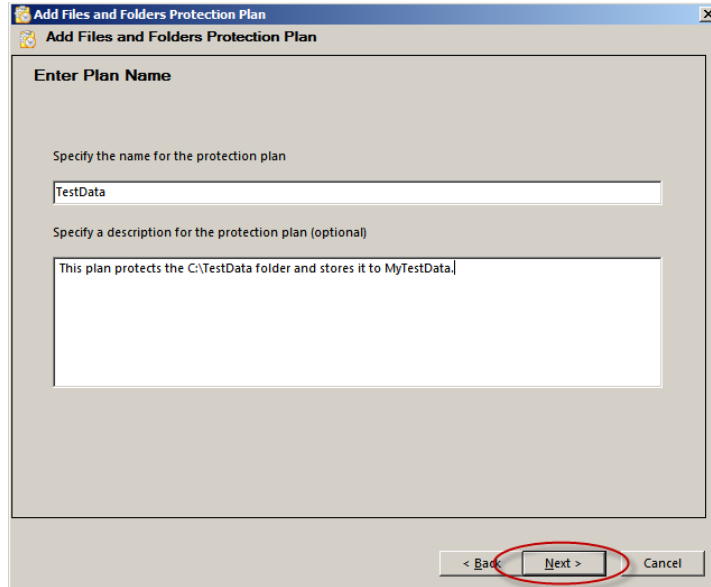 Add Files and Folders Protection Plan
Add Files and Folders Protection Plan
Enter Plan Name
Specify the name for the protection plan
TestData
Specify a description for the protection plan (optional)
This plan protects the C:\TestData folder and stores it to MyTestData.
< Back Next > Cancel